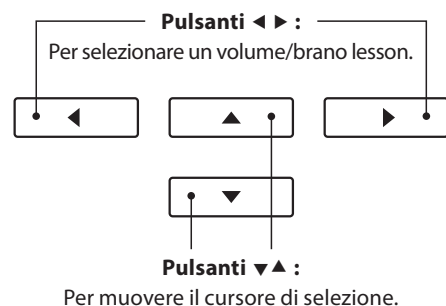 Pulsanti ◀ ▶ :
Per selezionare un volume/brano lesson.
◀ ▲ ▶
▼
Pulsanti ▼▲ :
Per muovere il cursore di selezione.